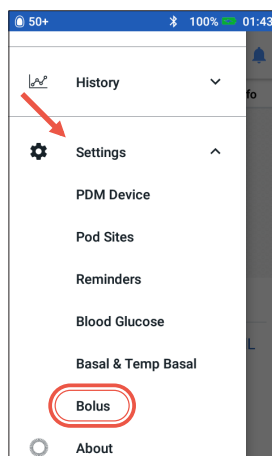 50+ 100% 01:43
History
fo
Settings
PDM Device
Pod Sites
Reminders
Blood Glucose
L
Basal & Temp Basal
Bolus
About